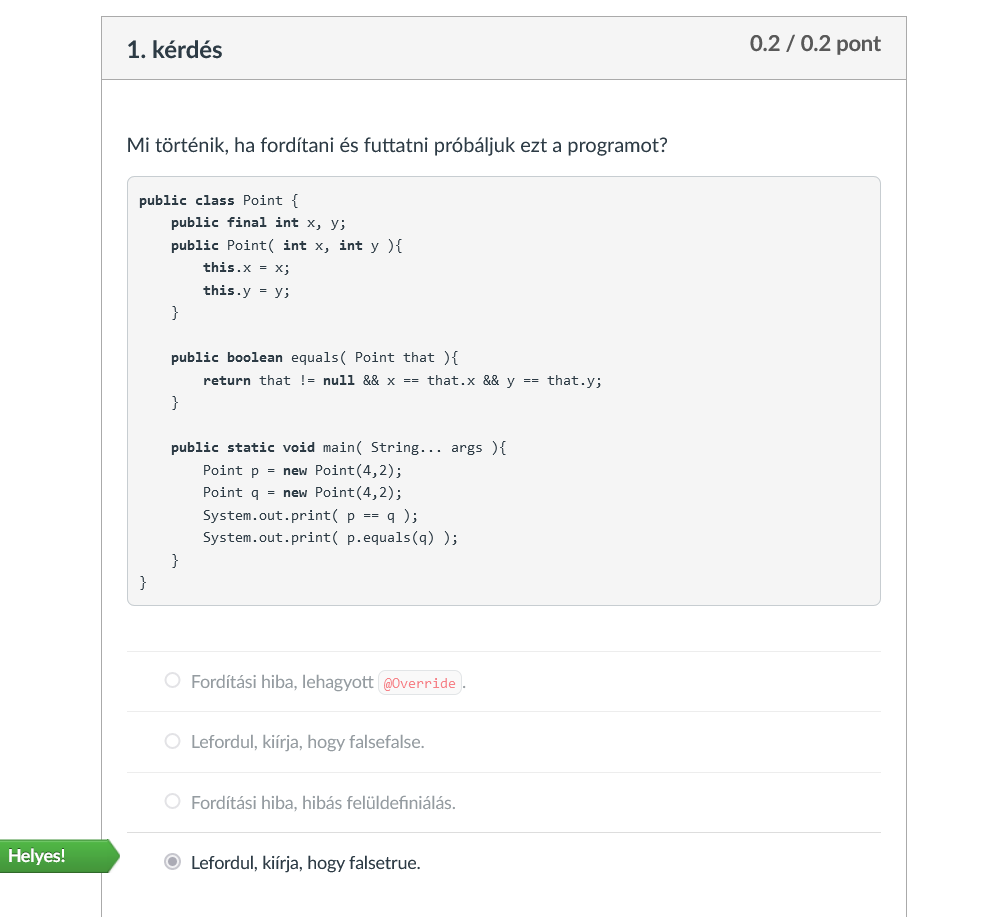 1. kérdés
0.2 / 0.2 pont
Mi történik, ha fordítani és futtatni próbáljuk ezt a programot?
public class Point {
    public final int x, y;
    public Point( int x, int y ){
        this.x = x;
        this.y = y;
    }

    public boolean equals( Point that ){
        return that != null && x == that.x && y == that.y;
    }

    public static void main( String... args ){
        Point p = new Point(4,2);
        Point q = new Point(4,2);
        System.out.print( p == q );
        System.out.print( p.equals(q) );
    }
}
Fordítási hiba, lehagyott @Override.
Lefordul, kiírja, hogy falsefalse.
Fordítási hiba, hibás felüldefiniálás.
Helyes!
Lefordul, kiírja, hogy falsetrue.